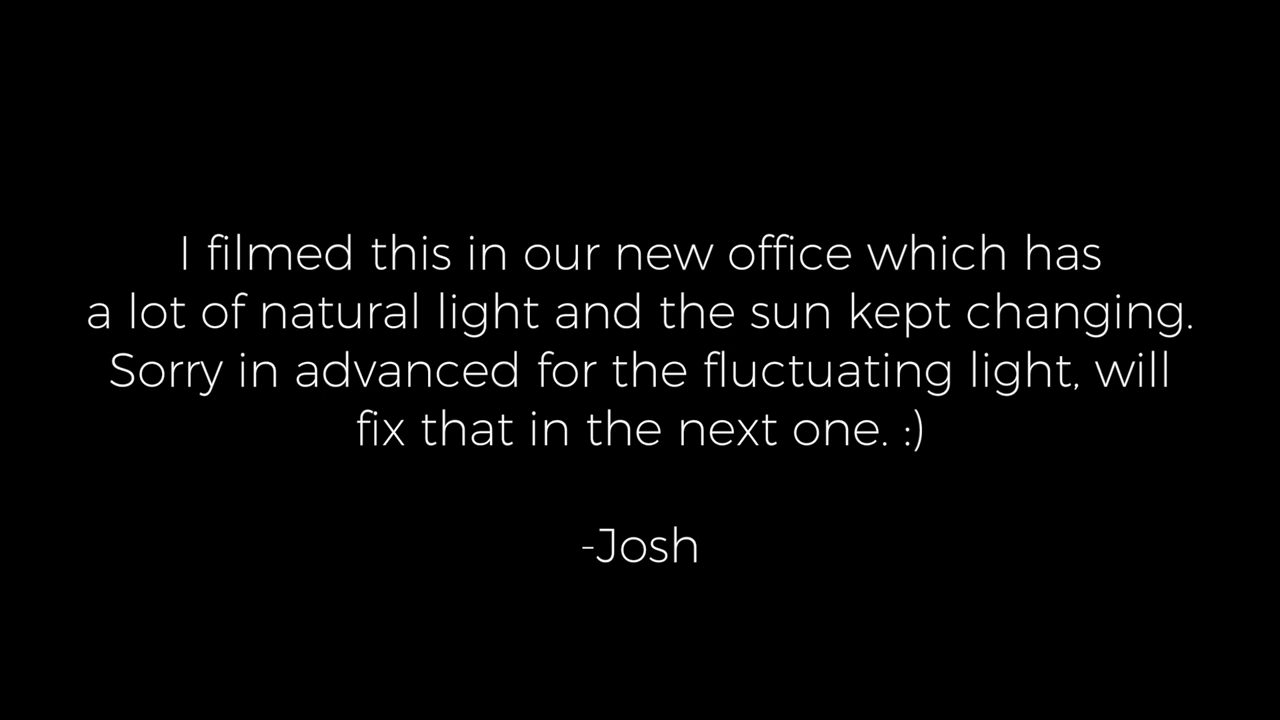 I filmed this in our new office which has
a lot of natural light and the sun kept changing.
Sorry in advanced for the fluctuating light, will
fix that in the next one. :)
-Josh